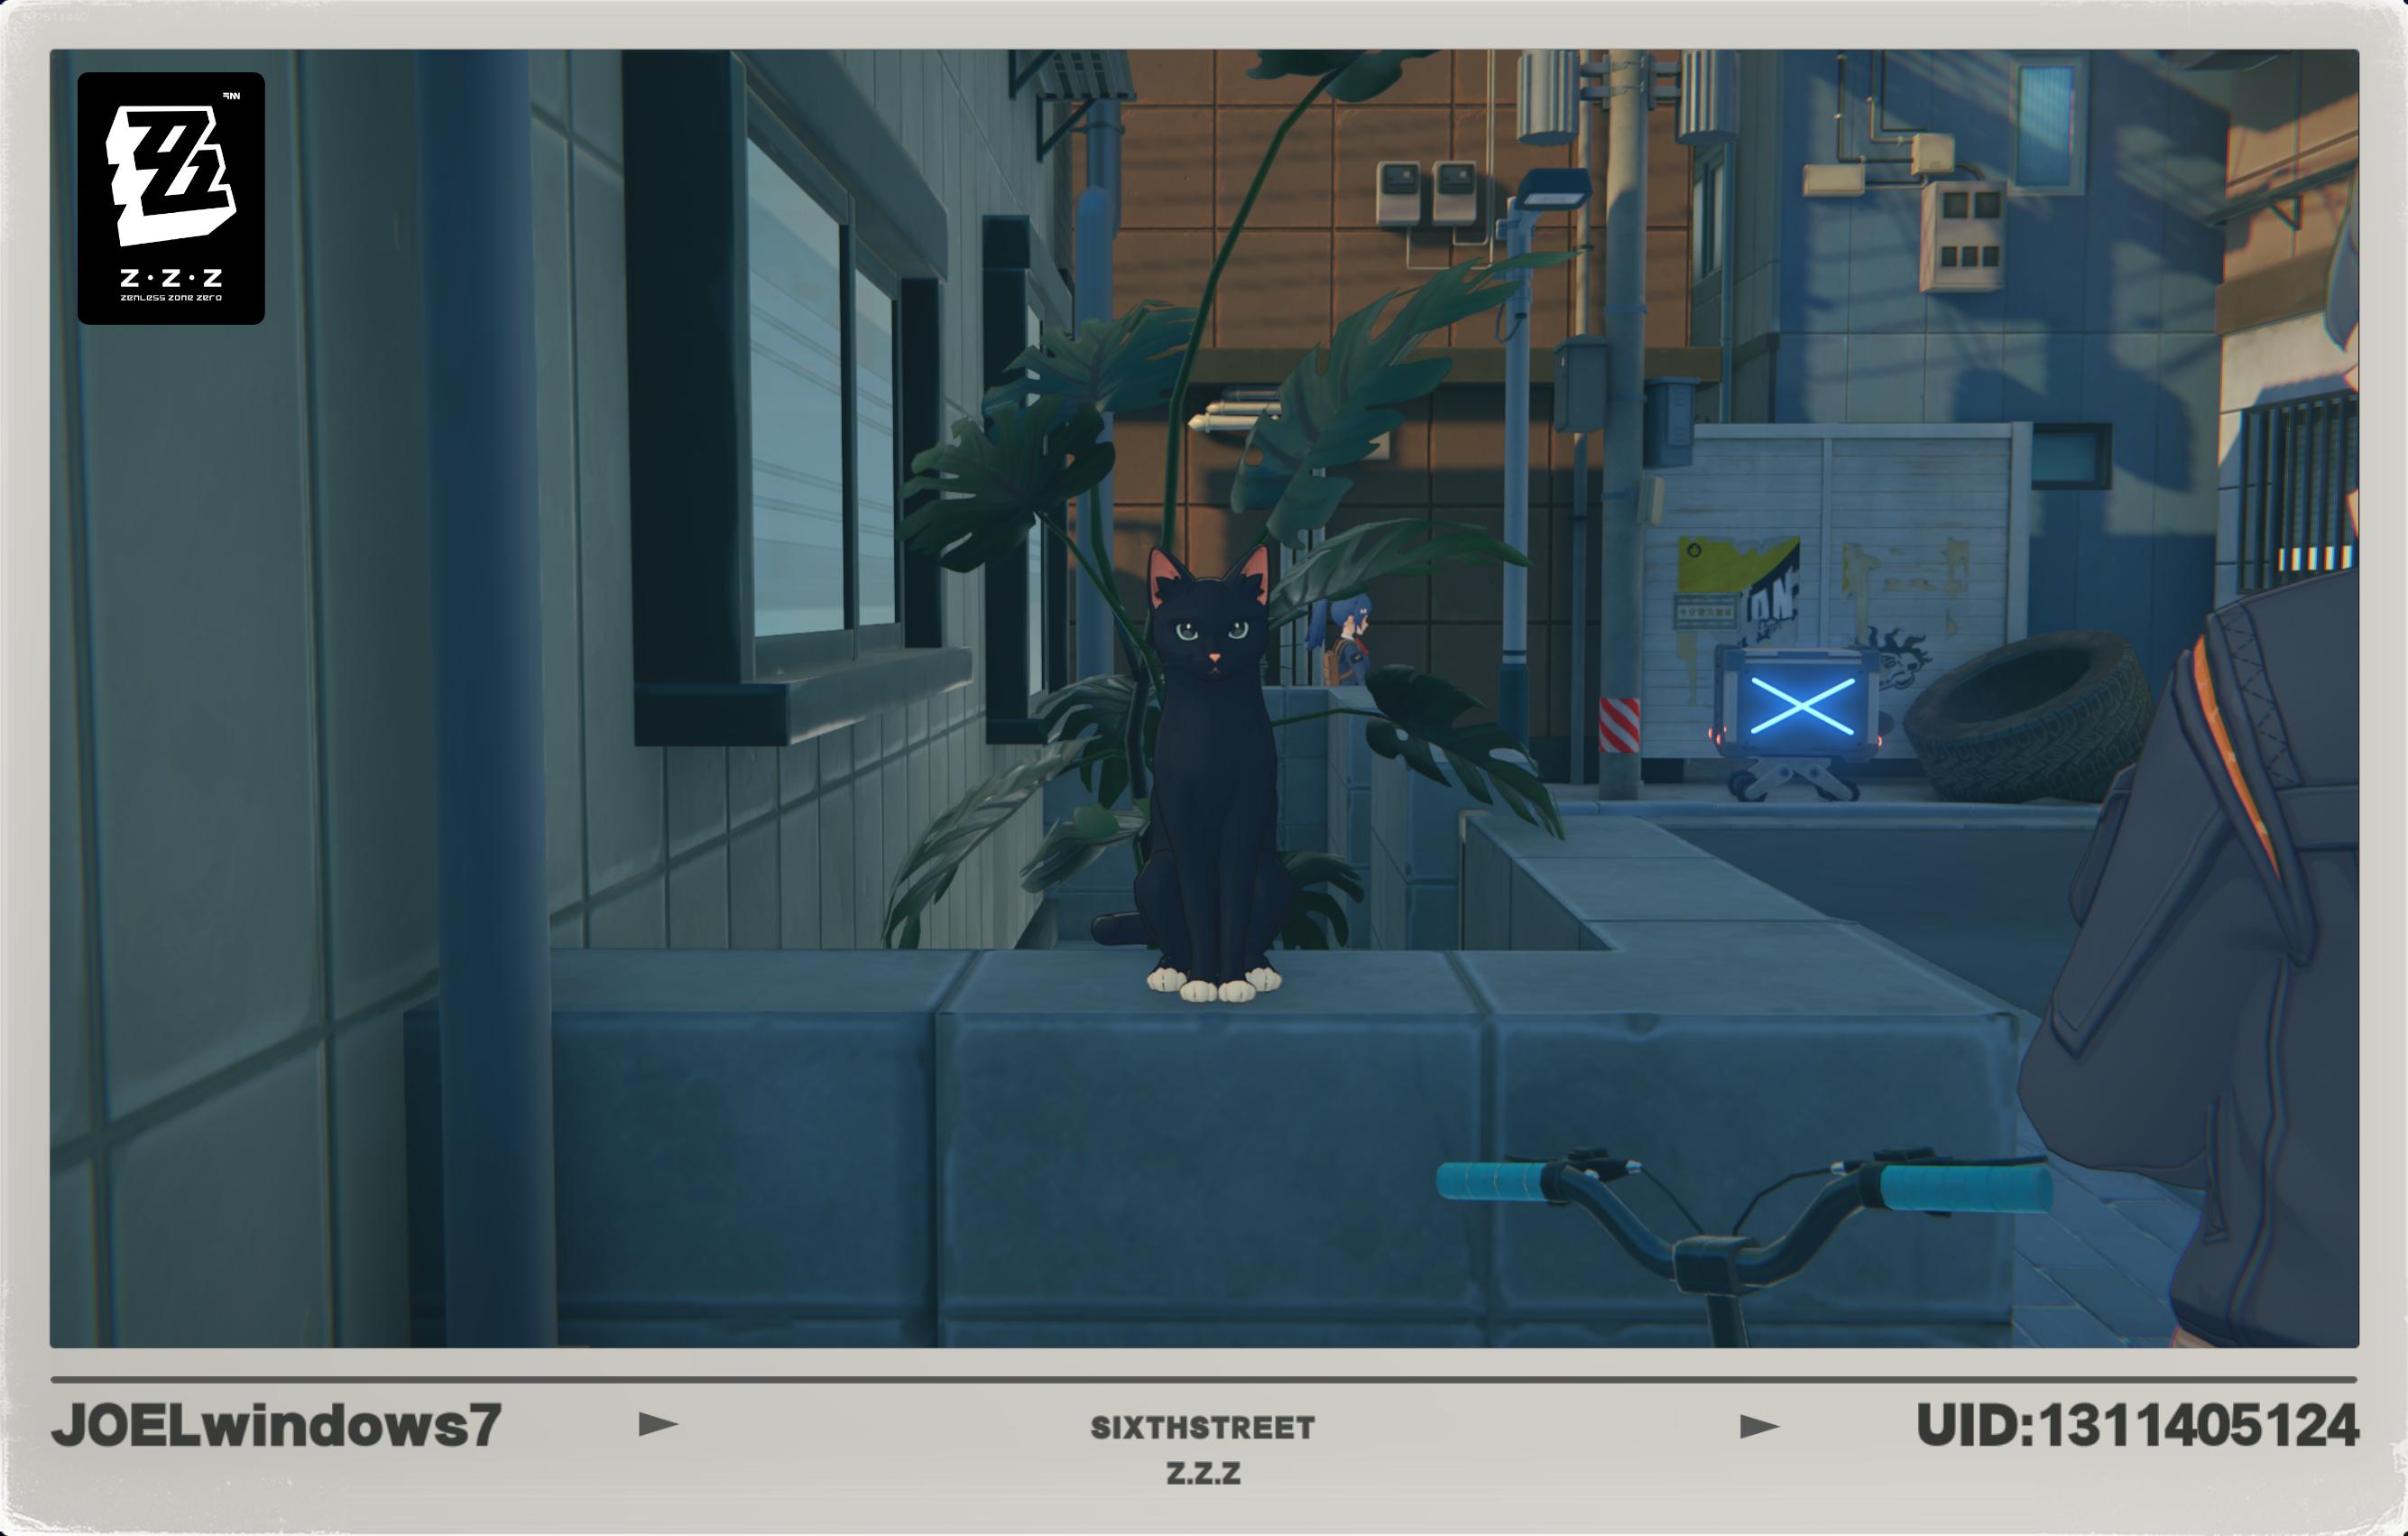 Z·Z·Z
ZENLESS ZONE ZERO
JOELwindows7
SIXTHSTREET
Z.Z.Z
UID:1311405124